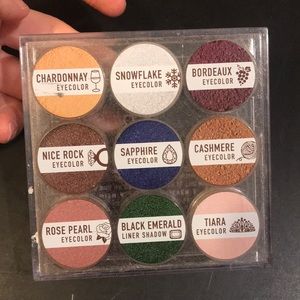 CHARDONNAY
EYECOLOR
SNOWFLAKE
EYECOLOR
BORDEAUX
EYECOLOR
NICE ROCK
EYECOLOR
SAPPHIRE
EYECOLOR
CASHMERE
EYECOLOR
ROSE PEARL
EYECOLOR
BLACK EMERALD
LINER SHADOW
TIARA
EYECOLOR